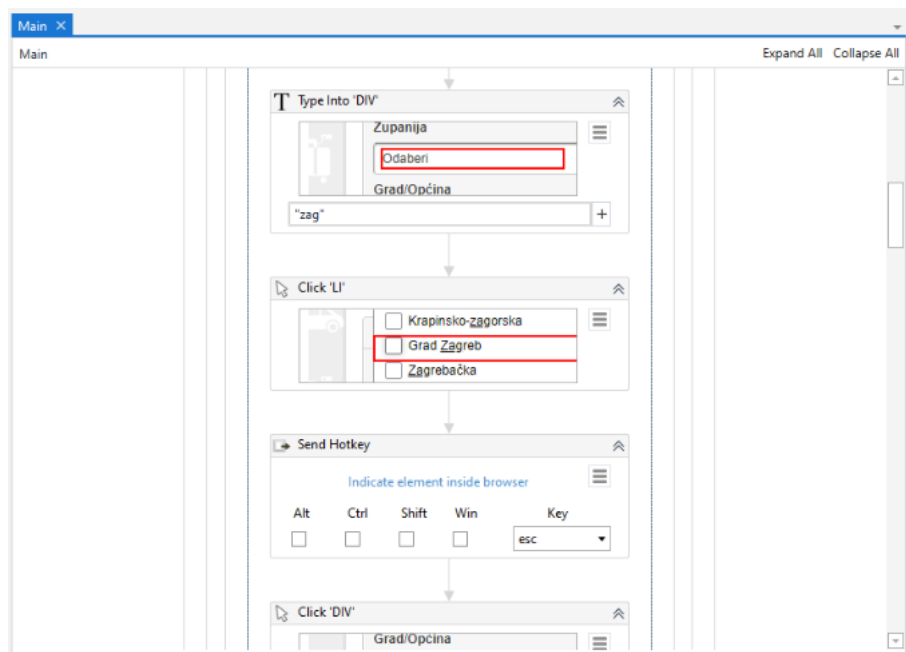 Main ×
Main Expand All Collapse All
T Type Into 'DIV'
Zupanija
Odaberi
Grad/Općina
"zag" +
Click 'LI'
Krapinsko-zagorska
Grad Zagreb
Zagrebačka
Send Hotkey
Indicate element inside browser
Alt Ctrl Shift Win Key
esc
Click 'DIV'
Grad/Općina